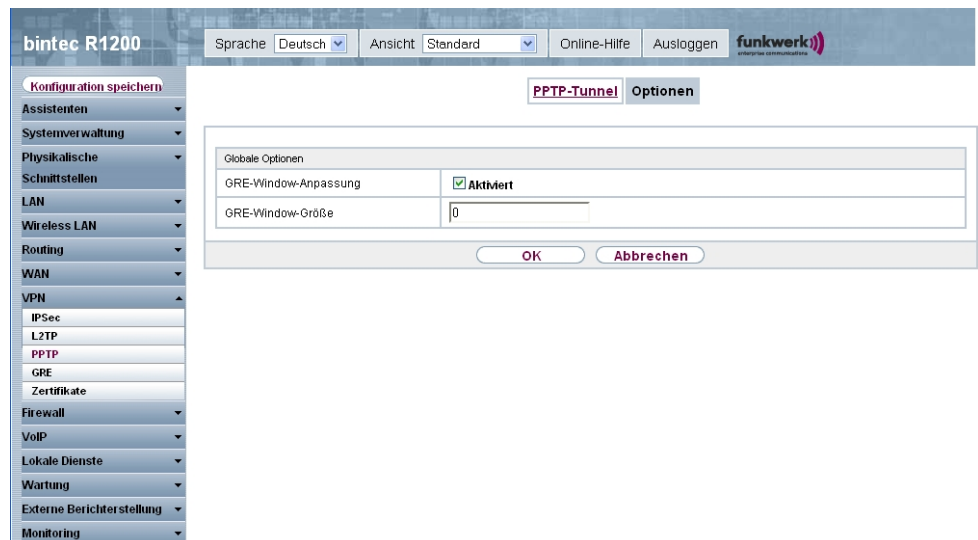 bintec R1200
Sprache Deutsch Ansicht Standard Online-Hilfe Ausloggen funkwerk
enterprise communications
Konfiguration speichern
Assistenten
Systemverwaltung
Physikalische
Schnittstellen
LAN
Wireless LAN
Routing
WAN
VPN
IPSec
L2TP
PPTP
GRE
Zertifikate
Firewall
VoIP
Lokale Dienste
Wartung
Externe Berichterstellung
Monitoring
PPTP-Tunnel Optionen
Globale Optionen
GRE-Window-Anpassung Aktiviert
GRE-Window-Größe 0
OK Abbrechen